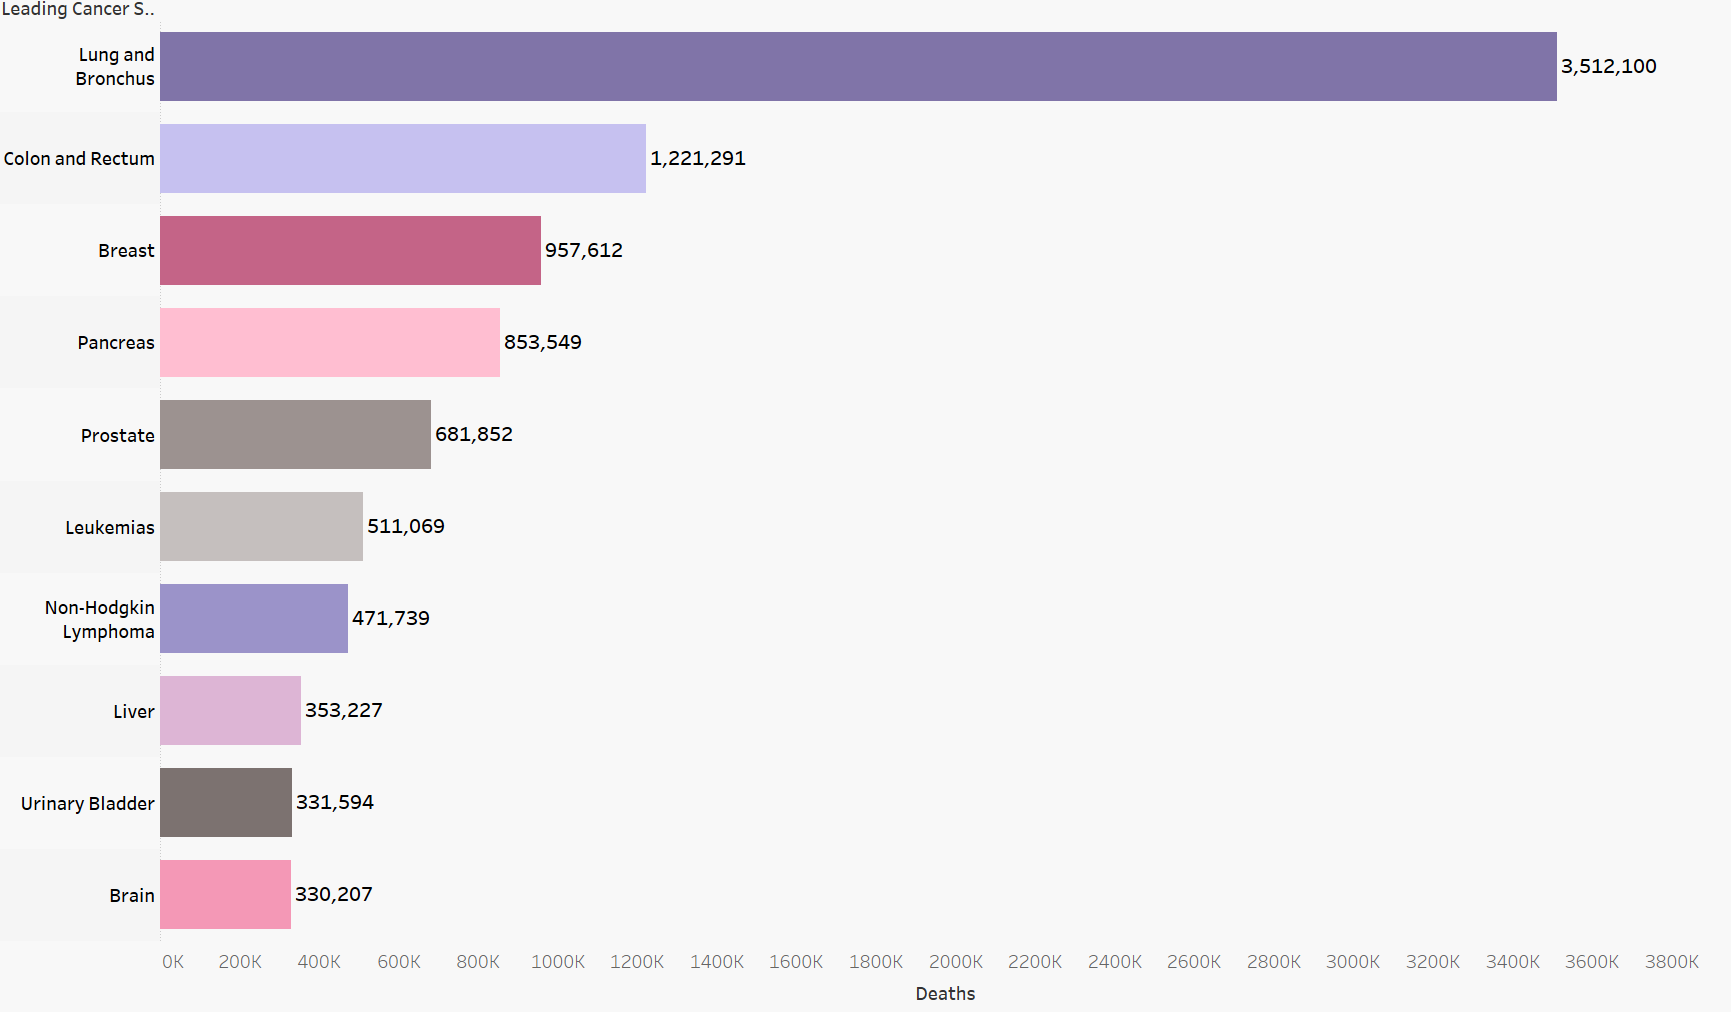 Leading Cancer S..
Lung and
Bronchus
3,512,100
Colon and Rectum
1,221,291
Breast
957,612
Pancreas
853,549
Prostate
681,852
Leukemias
511,069
Non-Hodgkin
Lymphoma
471,739
Liver
353,227
Urinary Bladder
331,594
Brain
330,207
0K 200K 400K 600K 800K 1000K 1200K 1400K 1600K 1800K 2000K 2200K 2400K 2600K 2800K 3000K 3200K 3400K 3600K 3800K
Deaths